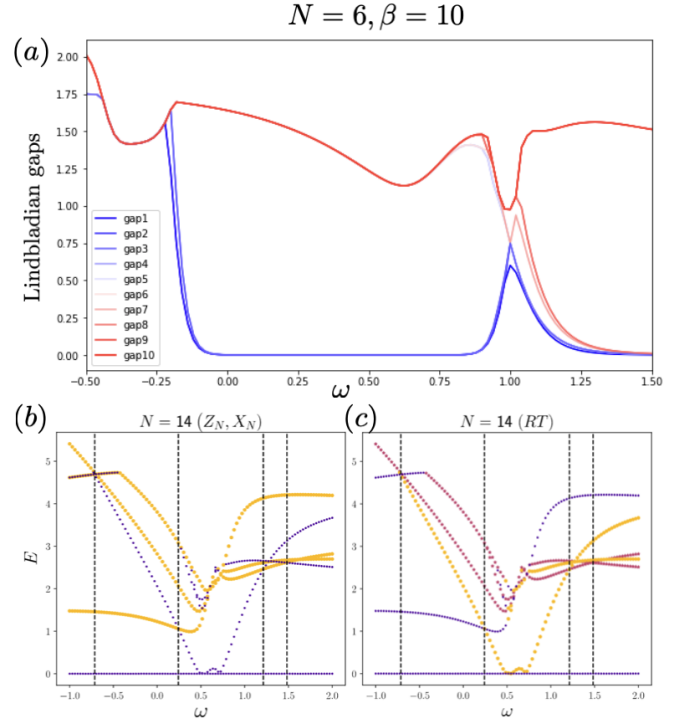 N = 6, β = 10
(a)
Lindbladian gaps
2.00
1.75
1.50
1.25
1.00
0.75
0.50
0.25
0.00
gap1
gap2
gap3
gap4
gap5
gap6
gap7
gap8
gap9
gap10
−0.50 −0.25 0.00 0.25 0.50 0.75 1.00 1.25 1.50
ω
(b) N = 14 (Z_N, X_N)
E
5
4
3
2
1
0
−1.0 −0.5 0.0 0.5 1.0 1.5 2.0
ω
(c) N = 14 (RT)
5
4
3
2
1
0
−1.0 −0.5 0.0 0.5 1.0 1.5 2.0
ω